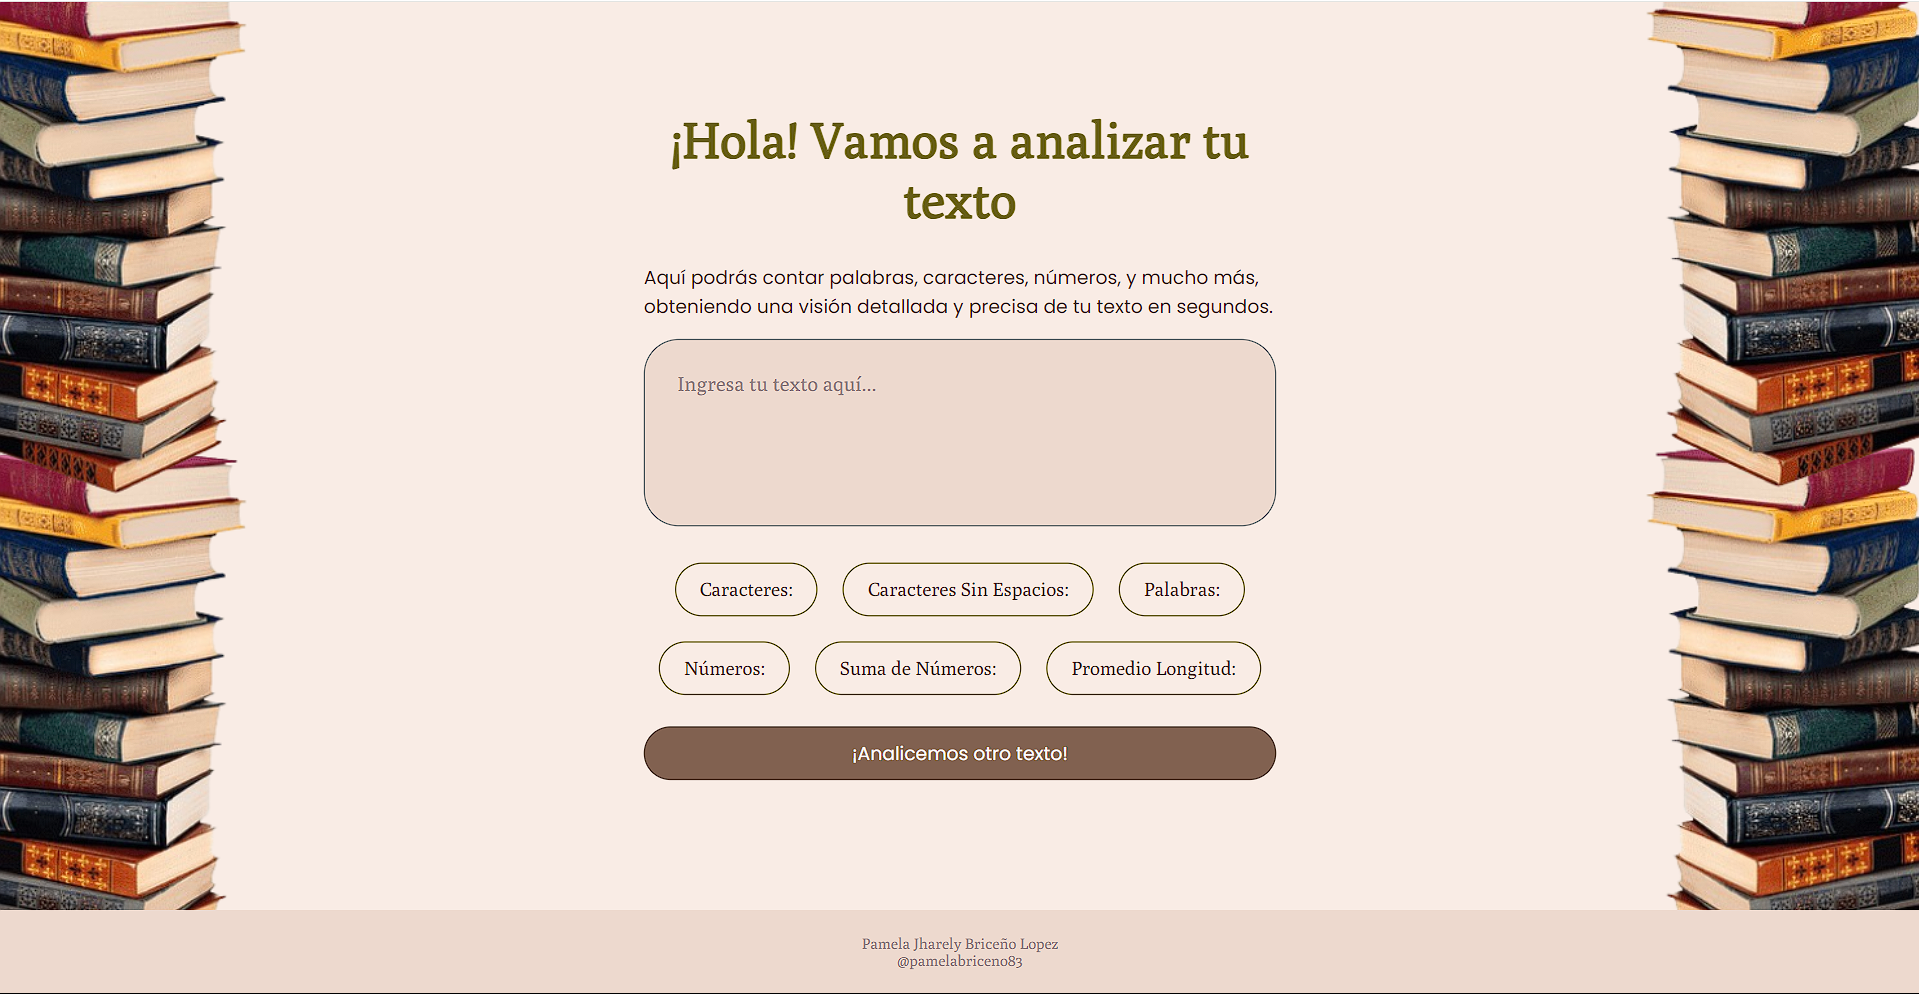 ¡Hola! Vamos a analizar tu
texto
Aquí podrás contar palabras, caracteres, números, y mucho más,
obteniendo una visión detallada y precisa de tu texto en segundos.
Ingresa tu texto aquí...
Caracteres:
Caracteres Sin Espacios:
Palabras:
Números:
Suma de Números:
Promedio Longitud:
¡Analicemos otro texto!
Pamela Jharely Briceño Lopez
@pamelabriceno83